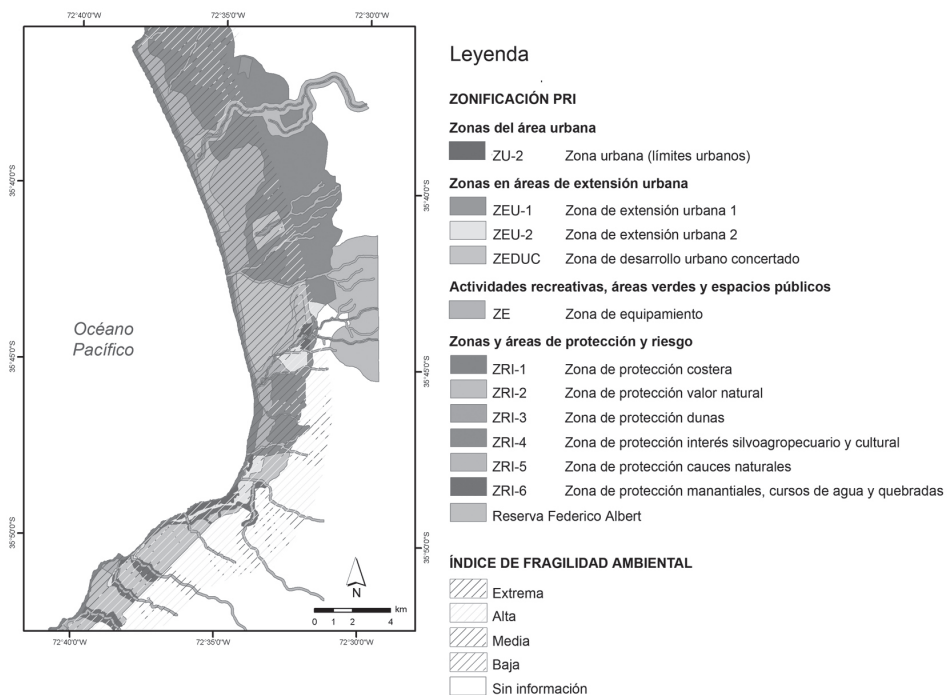 72°40'0"W
72°35'0"W
72°30'0"W
35°40'0"S
35°40'0"S
35°45'0"S
35°45'0"S
35°50'0"S
35°50'0"S
Océano
Pacífico
N
km
0 1 2 4
72°40'0"W
72°35'0"W
72°30'0"W
Leyenda
ZONIFICACIÓN PRI
Zonas del área urbana
ZU-2 Zona urbana (límites urbanos)
Zonas en áreas de extensión urbana
ZEU-1 Zona de extensión urbana 1
ZEU-2 Zona de extensión urbana 2
ZEDUC Zona de desarrollo urbano concertado
Actividades recreativas, áreas verdes y espacios públicos
ZE Zona de equipamiento
Zonas y áreas de protección y riesgo
ZRI-1 Zona de protección costera
ZRI-2 Zona de protección valor natural
ZRI-3 Zona de protección dunas
ZRI-4 Zona de protección interés silvoagropecuario y cultural
ZRI-5 Zona de protección cauces naturales
ZRI-6 Zona de protección manantiales, cursos de agua y quebradas
Reserva Federico Albert
ÍNDICE DE FRAGILIDAD AMBIENTAL
Extrema
Alta
Media
Baja
Sin información